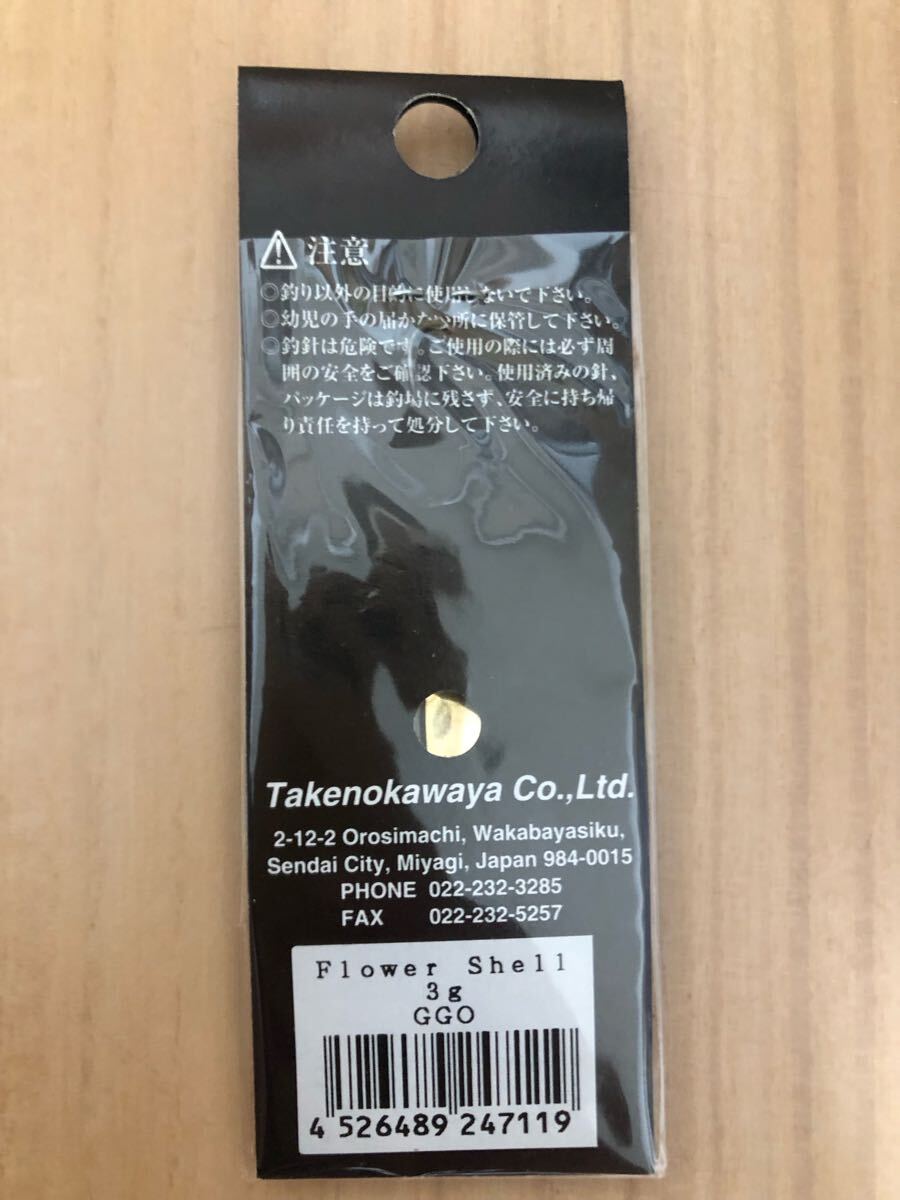 注意
◎釣り以外の目的に使用しないで下さい。
◎幼児の手の届かない所に保管して下さい。
◎釣針は危険です。ご使用の際には必ず周
囲の安全をご確認下さい。使用済みの針、
パッケージは釣場に残さず、安全に持ち帰
り責任を持って処分して下さい。
Takenokawaya Co.,Ltd.
2-12-2 Orosimachi, Wakabayasiku,
Sendai City, Miyagi, Japan 984-0015
PHONE 022-232-3285
FAX 022-232-5257
Flower Shell
3g
GGO
4 526489 247119